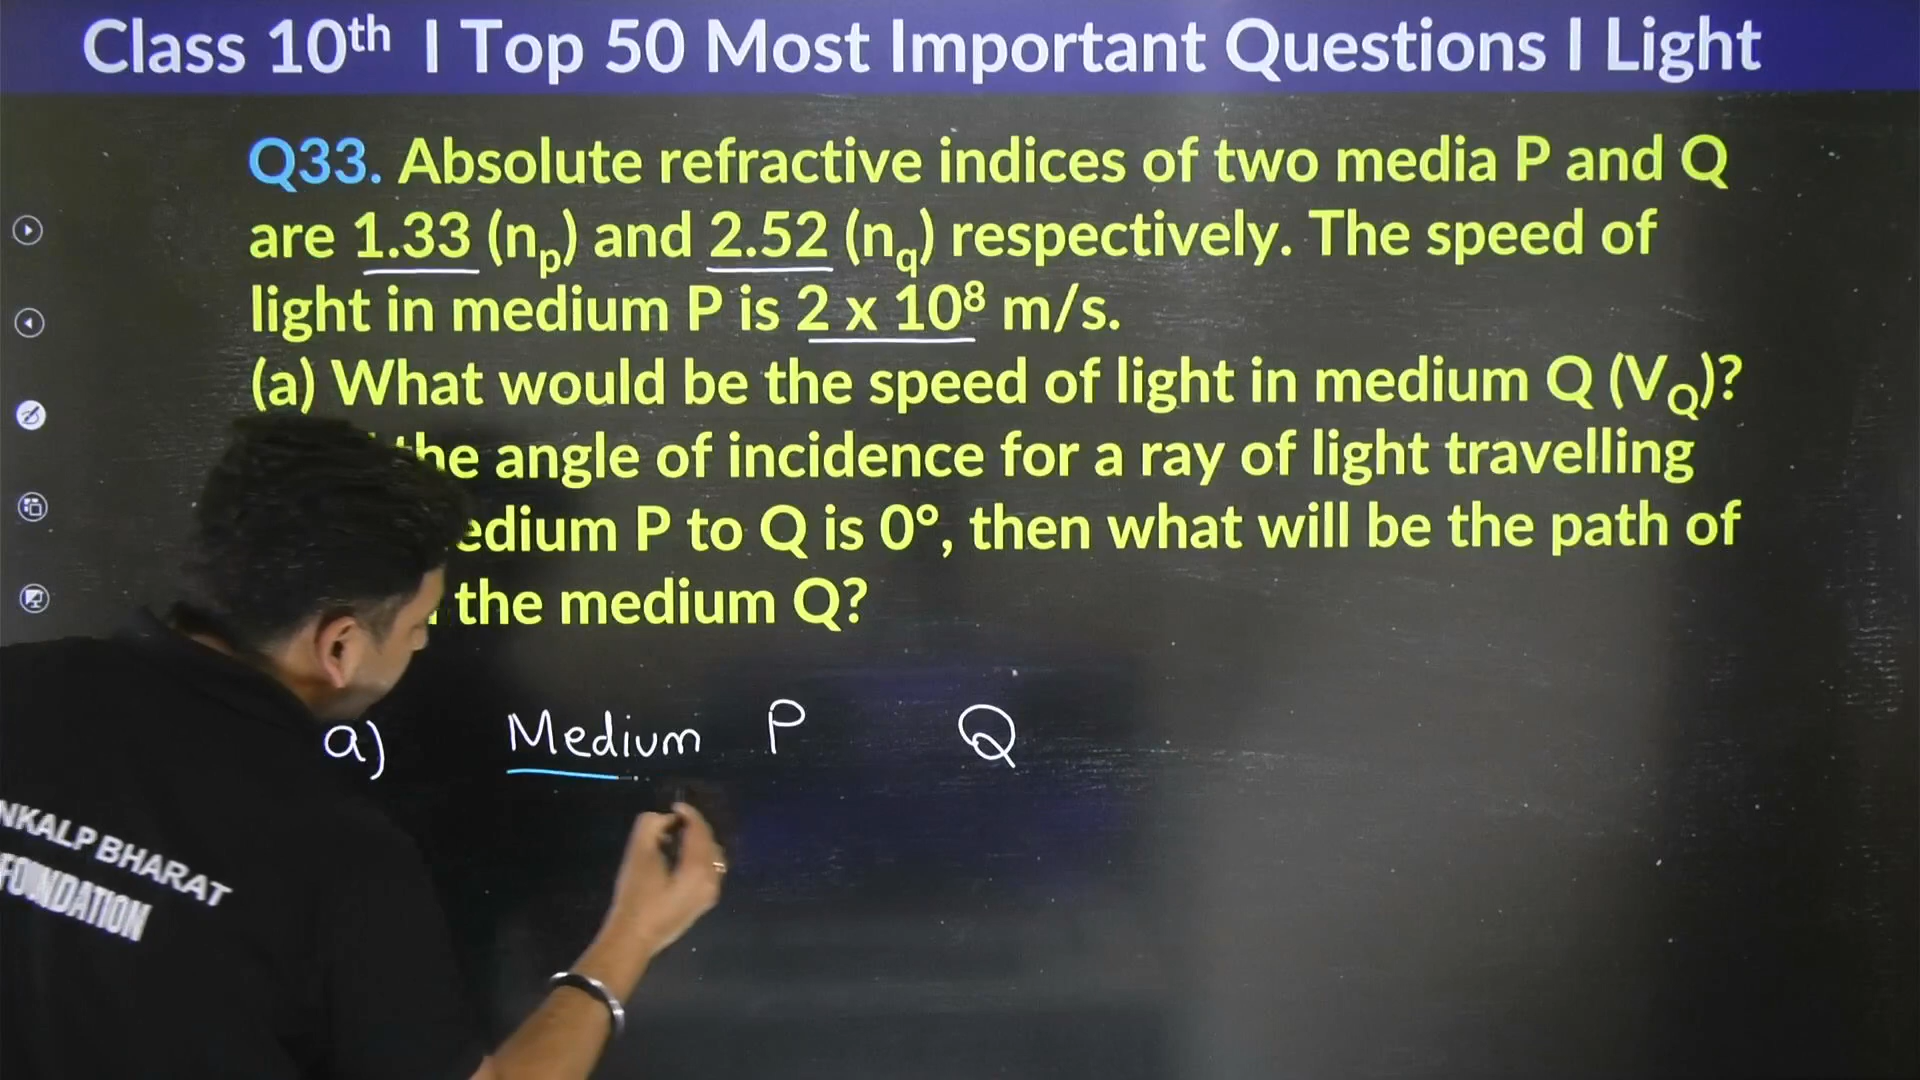 Class 10th | Top 50 Most Important Questions | Light
Q33. Absolute refractive indices of two media P and Q
are 1.33 (np) and 2.52 (nq) respectively. The speed of
light in medium P is 2 x 10⁸ m/s.
(a) What would be the speed of light in medium Q (VQ)?
the angle of incidence for a ray of light travelling
medium P to Q is 0°, then what will be the path of
the medium Q?
a) Medium P Q
NKALP BHARAT
FOUNDATION